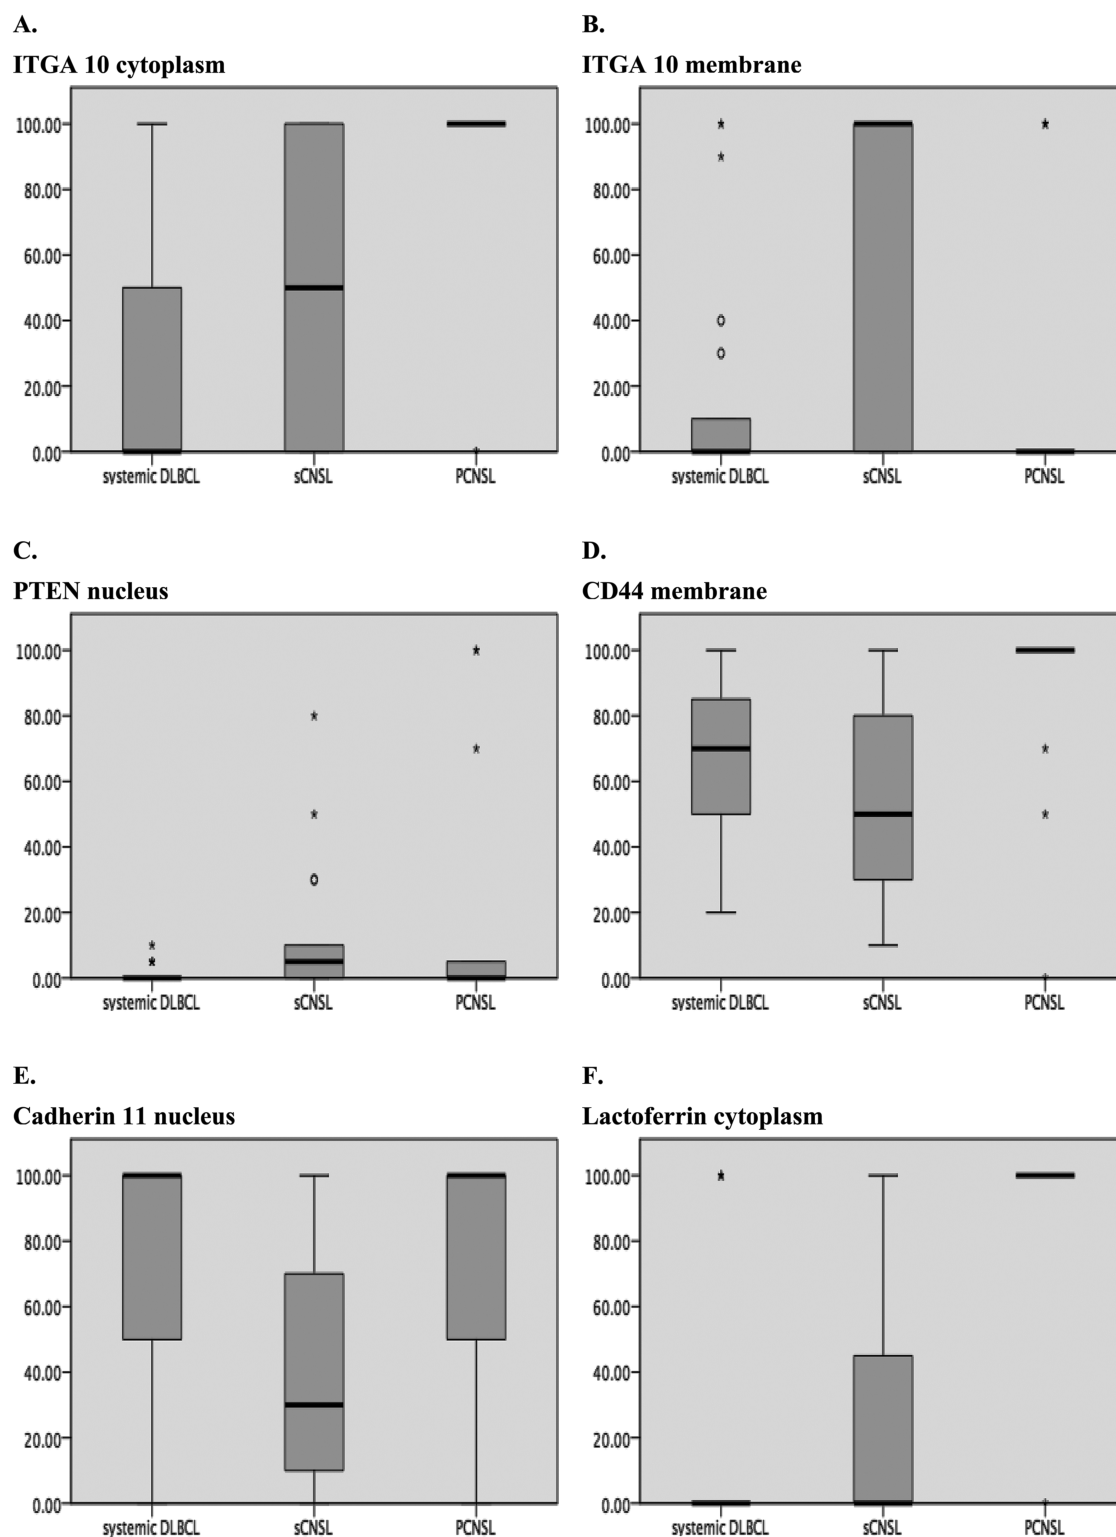 A.
ITGA 10 cytoplasm
100.00
80.00
60.00
40.00
20.00
0.00
systemic DLBCL sCNSL PCNSL
B.
ITGA 10 membrane
100.00
80.00
60.00
40.00
20.00
0.00
systemic DLBCL sCNSL PCNSL
C.
PTEN nucleus
100.00
80.00
60.00
40.00
20.00
0.00
systemic DLBCL sCNSL PCNSL
D.
CD44 membrane
100.00
80.00
60.00
40.00
20.00
0.00
systemic DLBCL sCNSL PCNSL
E.
Cadherin 11 nucleus
100.00
80.00
60.00
40.00
20.00
0.00
systemic DLBCL sCNSL PCNSL
F.
Lactoferrin cytoplasm
100.00
80.00
60.00
40.00
20.00
0.00
systemic DLBCL sCNSL PCNSL